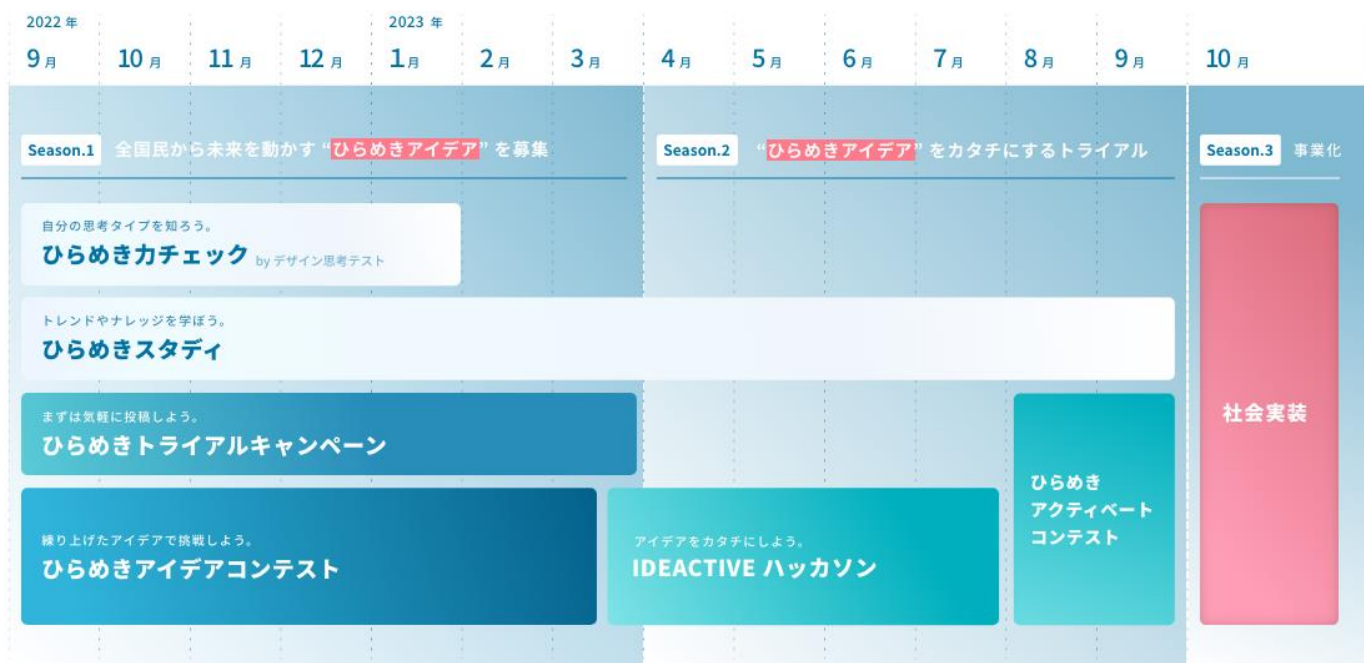 2022 年
2023 年
9 月
10 月
11 月
12 月
1 月
2 月
3 月
4 月
5 月
6 月
7 月
8 月
9 月
10 月
Season.1 全国民から未来を動かす “ひらめきアイデア” を募集
Season.2 “ひらめきアイデア” をカタチにするトライアル
Season.3 事業化
自分の思考タイプを知ろう。
ひらめき力チェック by デザイン思考テスト
トレンドやナレッジを学ぼう。
ひらめきスタディ
まずは気軽に投稿しよう。
ひらめきトライアルキャンペーン
練り上げたアイデアで挑戦しよう。
ひらめきアイデアコンテスト
アイデアをカタチにしよう。
IDEACTIVE ハッカソン
ひらめき
アクティベート
コンテスト
社会実装